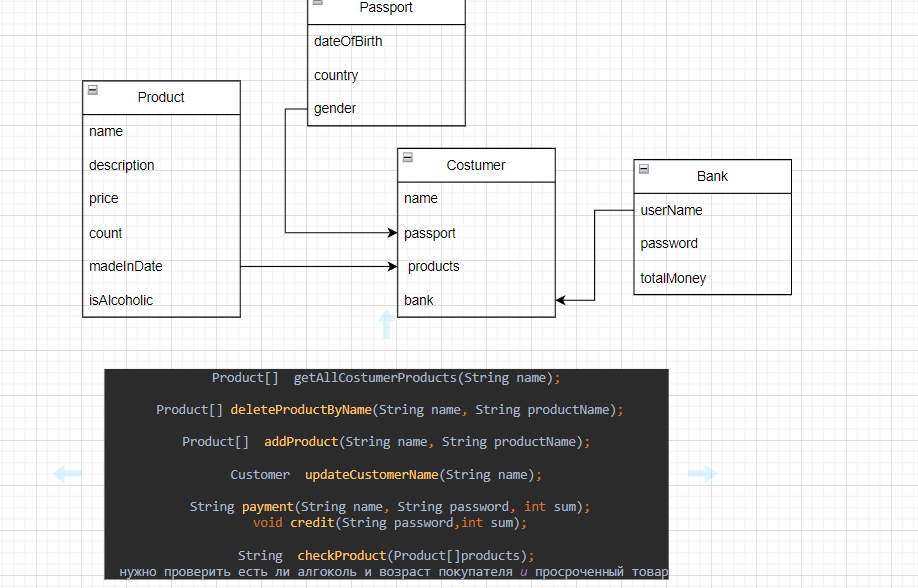 Passport
dateOfBirth
country
gender
Product
name
description
price
count
madeInDate
isAlcoholic
Costumer
name
passport
products
bank
Bank
userName
password
totalMoney
Product[]  getAllCostumerProducts(String name);
Product[] deleteProductByName(String name, String productName);
Product[]  addProduct(String name, String productName);
Customer  updateCustomerName(String name);
String payment(String name, String password, int sum);
void credit(String password,int sum);
String  checkProduct(Product[]products);
нужно проверить есть ли алгоколь и возраст покупателя и просроченный товар